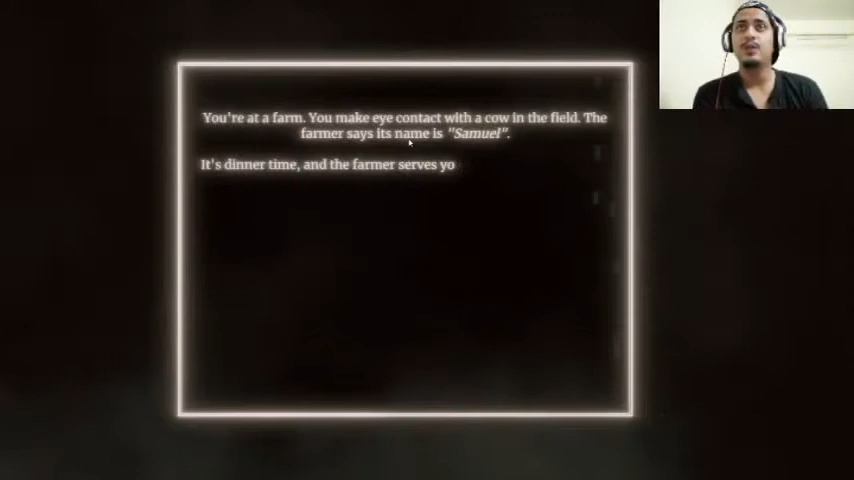 You're at a farm. You make eye contact with a cow in the field. The
farmer says its name is "Samuel".
It's dinner time, and the farmer serves yo